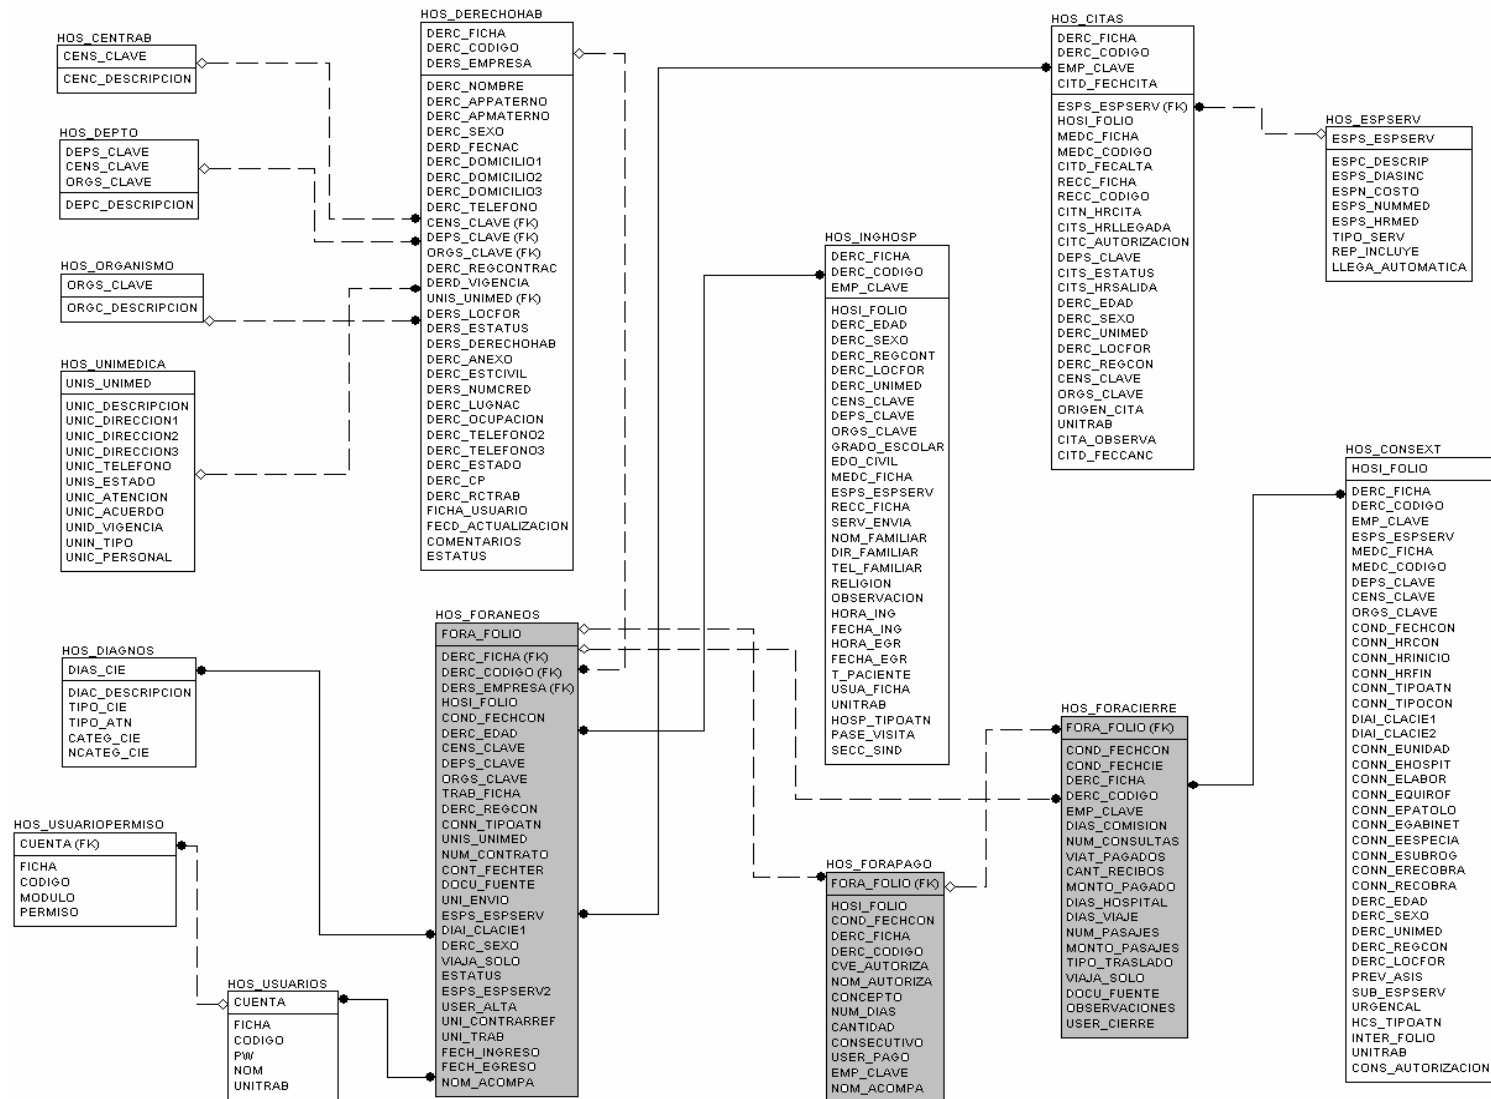 HOS_CENTRAB
CENS_CLAVE
CENC_DESCRIPCION
HOS_DEPTO
DEPS_CLAVE
CENS_CLAVE
ORGS_CLAVE
DEPC_DESCRIPCION
HOS_ORGANISMO
ORGS_CLAVE
ORGC_DESCRIPCION
HOS_UNIMEDICA
UNIS_UNIMED
UNIC_DESCRIPCION
UNIC_DIRECCION1
UNIC_DIRECCION2
UNIC_DIRECCION3
UNIC_TELEFONO
UNIS_ESTADO
UNIC_ATENCION
UNIC_ACUERDO
UNID_VIGENCIA
UNIN_TIPO
UNIC_PERSONAL
HOS_DIAGNOS
DIAS_CIE
DIAC_DESCRIPCION
TIPO_CIE
TIPO_ATN
CATEG_CIE
NCATEG_CIE
HOS_USUARIOPERMISO
CUENTA (FK)
FICHA
CODIGO
MODULO
PERMISO
HOS_USUARIOS
CUENTA
FICHA
CODIGO
PW
NOM
UNITRAB
HOS_DERECHOHAB
DERC_FICHA
DERC_CODIGO
DERS_EMPRESA
DERC_NOMBRE
DERC_APPATERNO
DERC_APMATERNO
DERC_SEXO
DERD_FECNAC
DERC_DOMICILIO1
DERC_DOMICILIO2
DERC_DOMICILIO3
DERC_TELEFONO
CENS_CLAVE (FK)
DEPS_CLAVE (FK)
ORGS_CLAVE (FK)
DERC_REGCONTRAC
DERD_VIGENCIA
UNIS_UNIMED (FK)
DERS_LOCFOR
DERS_ESTATUS
DERS_DERECHOHAB
DERC_ANEXO
DERC_ESTCIVIL
DERS_NUMCRED
DERC_LUGNAC
DERC_OCUPACION
DERC_TELEFONO2
DERC_TELEFONO3
DERC_ESTADO
DERC_CP
DERC_RCTRAB
FICHA_USUARIO
FECD_ACTUALIZACION
COMENTARIOS
ESTATUS
HOS_FORANEOS
FORA_FOLIO
DERC_FICHA (FK)
DERC_CODIGO (FK)
DERS_EMPRESA (FK)
HOSI_FOLIO
COND_FECHCON
DERC_EDAD
CENS_CLAVE
DEPS_CLAVE
ORGS_CLAVE
TRAB_FICHA
DERC_REGCON
CONN_TIPOATN
UNIS_UNIMED
NUM_CONTRATO
CONT_FECHTER
DOCU_FUENTE
UNI_ENVIO
ESPS_ESPSERV
DIAI_CLACIE1
DERC_SEXO
VIAJA_SOLO
ESTATUS
ESPS_ESPSERV2
USER_ALTA
UNI_CONTRARREF
UNI_TRAB
FECH_INGRESO
FECH_EGRESO
NOM_ACOMPA
HOS_INGHOSP
DERC_FICHA
DERC_CODIGO
EMP_CLAVE
HOSI_FOLIO
DERC_EDAD
DERC_SEXO
DERC_REGCONT
DERC_LOCFOR
DERC_UNIMED
CENS_CLAVE
DEPS_CLAVE
ORGS_CLAVE
GRADO_ESCOLAR
EDO_CIVIL
MEDC_FICHA
ESPS_ESPSERV
RECC_FICHA
SERV_ENVIA
NOM_FAMILIAR
DIR_FAMILIAR
TEL_FAMILIAR
RELIGION
OBSERVACION
HORA_ING
FECHA_ING
HORA_EGR
FECHA_EGR
T_PACIENTE
USUA_FICHA
UNITRAB
HOSP_TIPOATN
PASE_VISITA
SECC_SIND
HOS_FORAPAGO
FORA_FOLIO (FK)
HOSI_FOLIO
COND_FECHCON
DERC_FICHA
DERC_CODIGO
CVE_AUTORIZA
NOM_AUTORIZA
CONCEPTO
NUM_DIAS
CANTIDAD
CONSECUTIVO
USER_PAGO
EMP_CLAVE
NOM_ACOMPA
HOS_CITAS
DERC_FICHA
DERC_CODIGO
EMP_CLAVE
CITD_FECHCITA
ESPS_ESPSERV (FK)
HOSI_FOLIO
MEDC_FICHA
MEDC_CODIGO
CITD_FECALTA
RECC_FICHA
RECC_CODIGO
CITN_HRCITA
CITS_HRLLEGADA
CITC_AUTORIZACION
DEPS_CLAVE
CITS_ESTATUS
CITS_HRSALIDA
DERC_EDAD
DERC_SEXO
DERC_UNIMED
DERC_LOCFOR
DERC_REGCON
CENS_CLAVE
ORGS_CLAVE
ORIGEN_CITA
UNITRAB
CITA_OBSERVA
CITD_FECCANC
HOS_FORACIERRE
FORA_FOLIO (FK)
COND_FECHCON
COND_FECHCIE
DERC_FICHA
DERC_CODIGO
EMP_CLAVE
DIAS_COMISION
NUM_CONSULTAS
VIAT_PAGADOS
CANT_RECIBOS
MONTO_PAGADO
DIAS_HOSPITAL
DIAS_VIAJE
NUM_PASAJES
MONTO_PASAJES
TIPO_TRASLADO
VIAJA_SOLO
DOCU_FUENTE
OBSERVACIONES
USER_CIERRE
HOS_ESPSERV
ESPS_ESPSERV
ESPC_DESCRIP
ESPS_DIASINC
ESPN_COSTO
ESPS_NUMMED
ESPS_HRMED
TIPO_SERV
REP_INCLUYE
LLEGA_AUTOMATICA
HOS_CONSEXT
HOSI_FOLIO
DERC_FICHA
DERC_CODIGO
EMP_CLAVE
ESPS_ESPSERV
MEDC_FICHA
MEDC_CODIGO
DEPS_CLAVE
CENS_CLAVE
ORGS_CLAVE
COND_FECHCON
CONN_HRCON
CONN_HRINICIO
CONN_HRFIN
CONN_TIPOATN
CONN_TIPOCON
DIAI_CLACIE1
DIAI_CLACIE2
CONN_EUNIDAD
CONN_EHOSPIT
CONN_ELABOR
CONN_EQUIROF
CONN_EPATOLO
CONN_EGABINET
CONN_EESPECIA
CONN_ESUBROG
CONN_ERECOBRA
CONN_RECOBRA
DERC_EDAD
DERC_SEXO
DERC_UNIMED
DERC_REGCON
DERC_LOCFOR
PREV_ASIS
SUB_ESPSERV
URGENCAL
HCS_TIPOATN
INTER_FOLIO
UNITRAB
CONS_AUTORIZACION